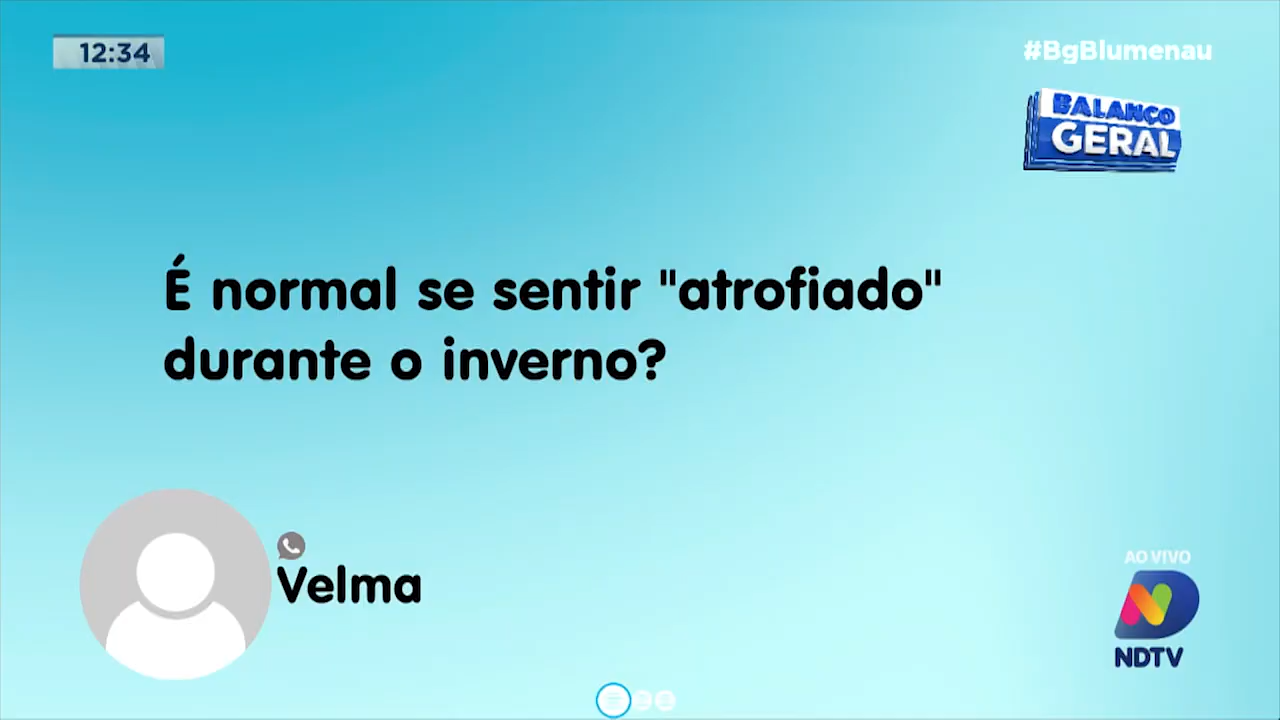 12:34
#BgBlumenau
BALANÇO
GERAL
É normal se sentir "atrofiado"
durante o inverno?
Velma
AO VIVO
NDTV